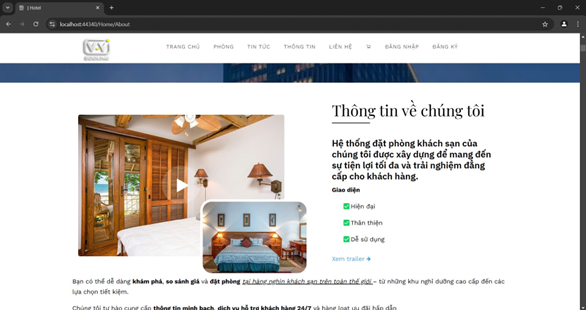 | Hotel
localhost:44340/Home/About
TRANG CHỦ PHÒNG TIN TỨC THÔNG TIN LIÊN HỆ ĐĂNG NHẬP ĐĂNG KÝ
Thông tin về chúng tôi
Hệ thống đặt phòng khách sạn của
chúng tôi được xây dựng để mang đến
sự tiện lợi tối đa và trải nghiệm đẳng
cấp cho khách hàng.
Giao diện
Hiện đại
Thân thiện
Dễ sử dụng
Xem trailer
Bạn có thể dễ dàng khám phá, so sánh giá và đặt phòng tại hàng nghìn khách sạn trên toàn thế giới – từ những khu nghỉ dưỡng cao cấp đến các
lựa chọn tiết kiệm.
Chúng tôi tự hào cung cấp thông tin minh bạch, dịch vụ hỗ trợ khách hàng 24/7 và hàng loạt ưu đãi hấp dẫn